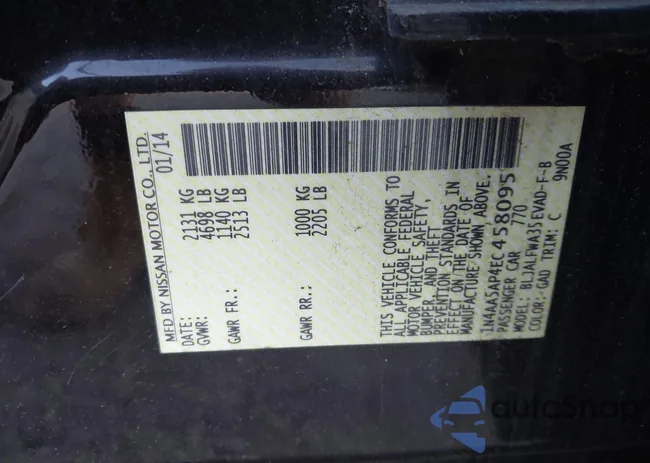 MFD BY NISSAN MOTOR CO., LTD.
DATE: 01/14
GVWR: 2131 KG
4698 LB
GAWR FR.: 1140 KG
2513 LB
GAWR RR.: 1000 KG
2205 LB
THIS VEHICLE CONFORMS TO
ALL APPLICABLE FEDERAL
MOTOR VEHICLE SAFETY,
BUMPER, AND THEFT
PREVENTION STANDARDS IN
EFFECT ON THE DATE OF
MANUFACTURE SHOWN ABOVE.
1N4AA5AP4EC458095
PASSENGER CAR 770
MODEL: BLJALFWA35EVAD-F-B
COLOR: GAD TRIM: C 9N00A
autoSnap